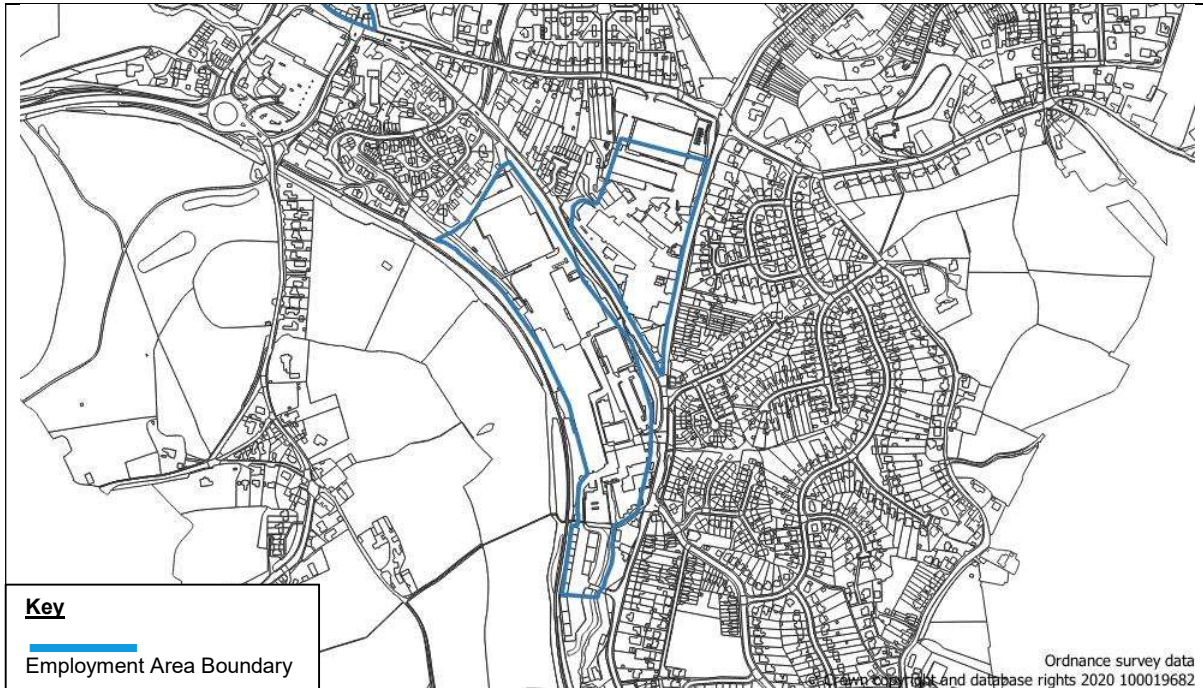 Key
Employment Area Boundary
Ordnance survey data
© Crown copyright and database rights 2020 100019682